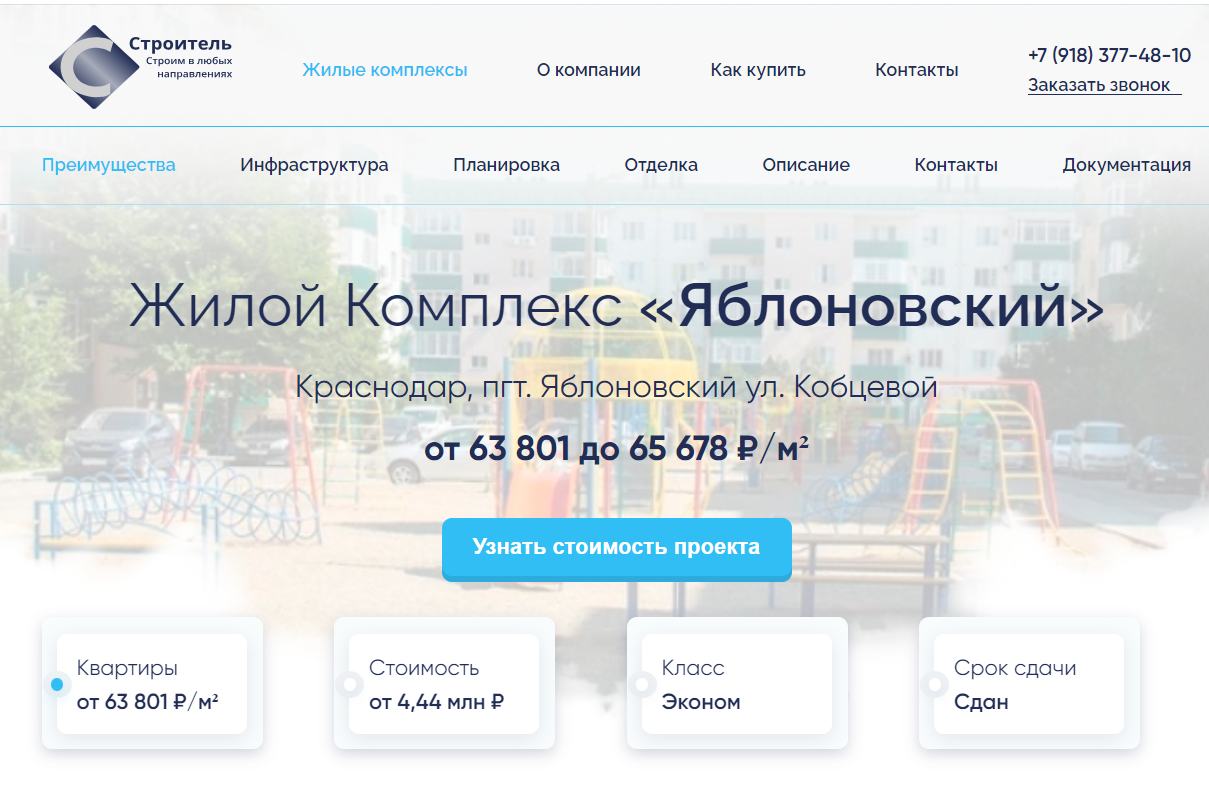 Строитель
Строим в любых
направлениях
Жилые комплексы
О компании
Как купить
Контакты
+7 (918) 377-48-10
Заказать звонок
Преимущества
Инфраструктура
Планировка
Отделка
Описание
Контакты
Документация
Жилой Комплекс «Яблоновский»
Краснодар, пгт. Яблоновский ул. Кобцевой
от 63 801 до 65 678 ₽/м²
Узнать стоимость проекта
Квартиры
от 63 801 ₽/м²
Стоимость
от 4,44 млн ₽
Класс
Эконом
Срок сдачи
Сдан